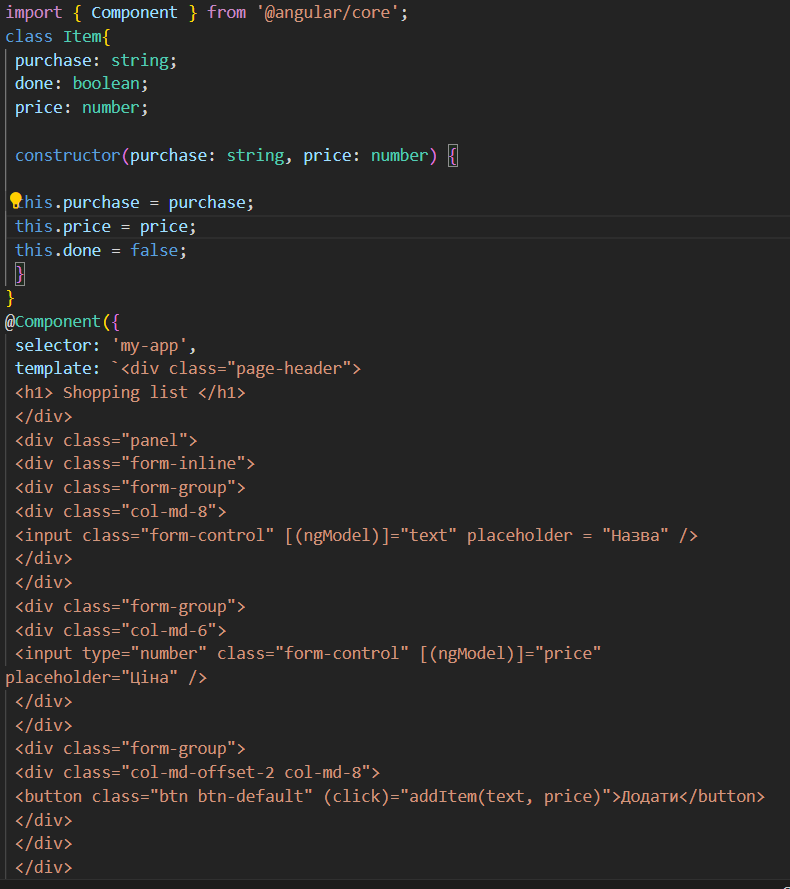 import { Component } from '@angular/core';
class Item{
purchase: string;
done: boolean;
price: number;
constructor(purchase: string, price: number) {
this.purchase = purchase;
this.price = price;
this.done = false;
}
}
@Component({
selector: 'my-app',
template: `<div class="page-header">
<h1> Shopping list </h1>
</div>
<div class="panel">
<div class="form-inline">
<div class="form-group">
<div class="col-md-8">
<input class="form-control" [(ngModel)]="text" placeholder = "Назва" />
</div>
</div>
<div class="form-group">
<div class="col-md-6">
<input type="number" class="form-control" [(ngModel)]="price"
placeholder="Ціна" />
</div>
</div>
<div class="form-group">
<div class="col-md-offset-2 col-md-8">
<button class="btn btn-default" (click)="addItem(text, price)">Додати</button>
</div>
</div>
</div>